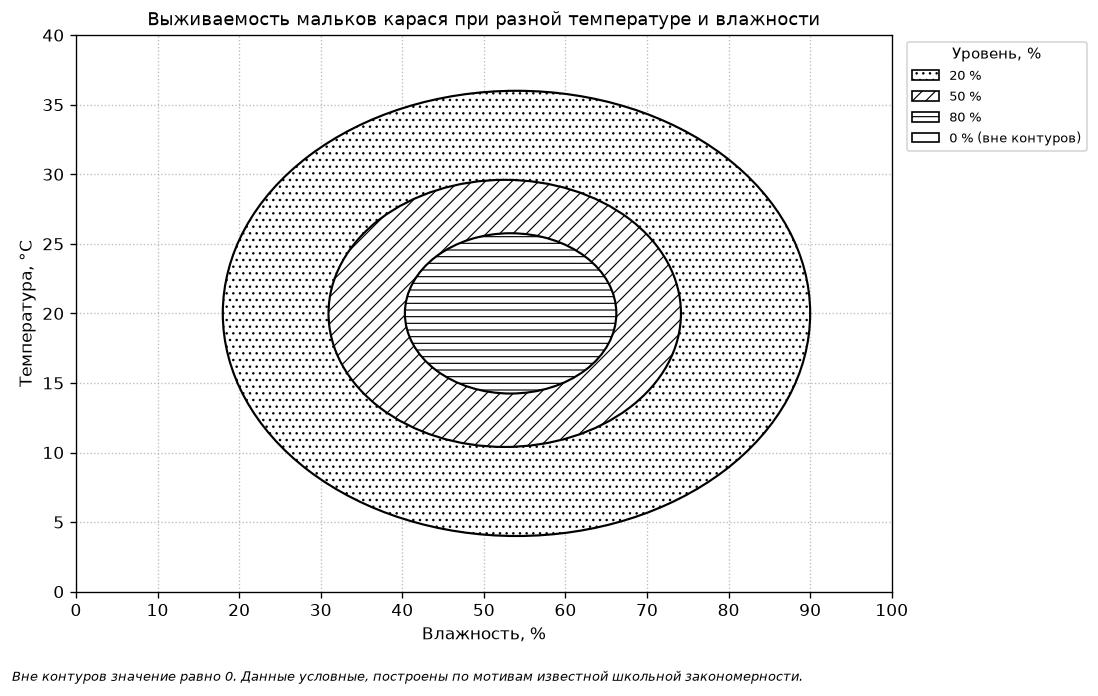 Выживаемость мальков карася при разной температуре и влажности
Температура, °C
40
35
30
25
20
15
10
5
0
0 10 20 30 40 50 60 70 80 90 100
Влажность, %
Уровень, %
20 %
50 %
80 %
0 % (вне контуров)
Вне контуров значение равно 0. Данные условные, построены по мотивам известной школьной закономерности.